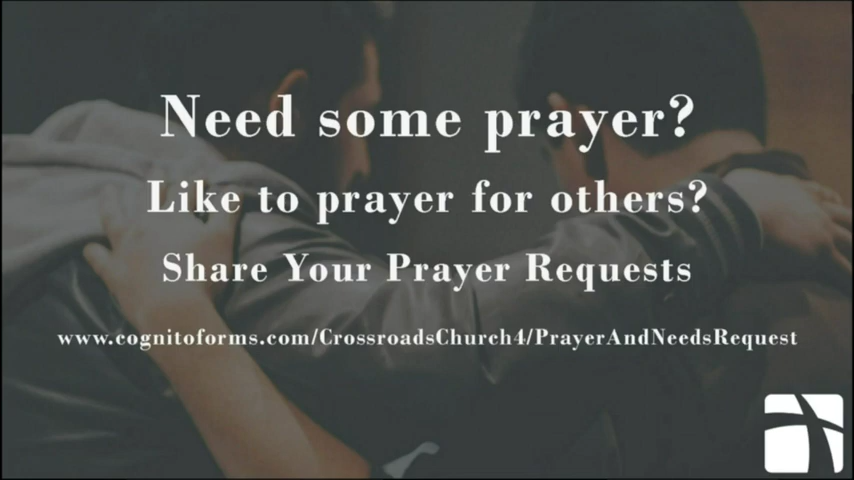 Need some prayer?
Like to prayer for others?
Share Your Prayer Requests
www.cognitoforms.com/CrossroadsChurch4/PrayerAndNeedsRequest